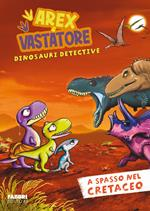 AREX
E
VASTATORE
DINOSAURI DETECTIVE
A SPASSO NEL
CRETACEO
FABBRI
EDITORI